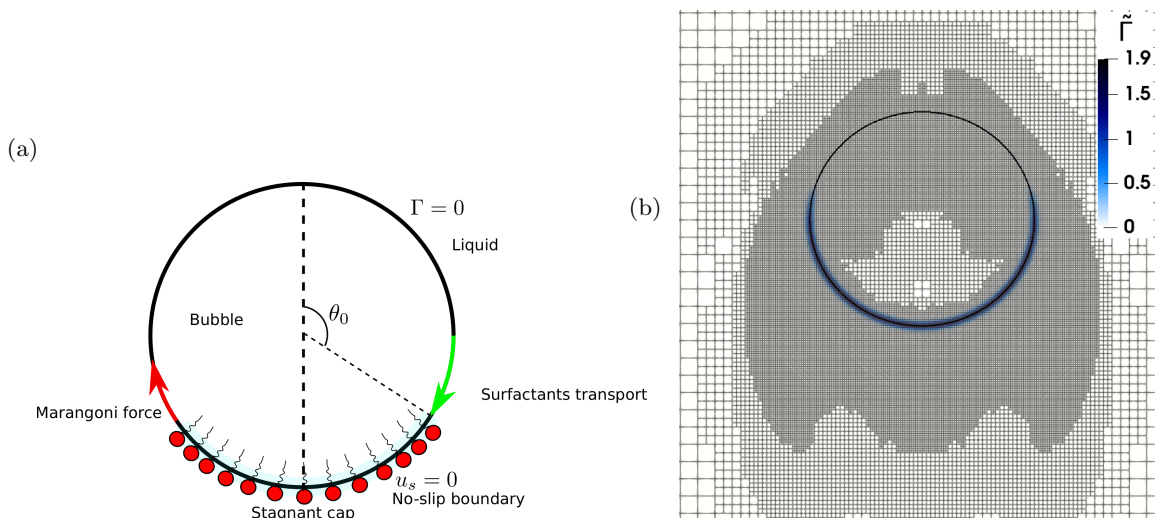 (a)
Γ = 0
Liquid
Bubble
θ₀
Surfactants transport
Marangoni force
uₛ = 0
No-slip boundary
Stagnant cap
(b)
Γ̃
1.9
1.5
1
0.5
0